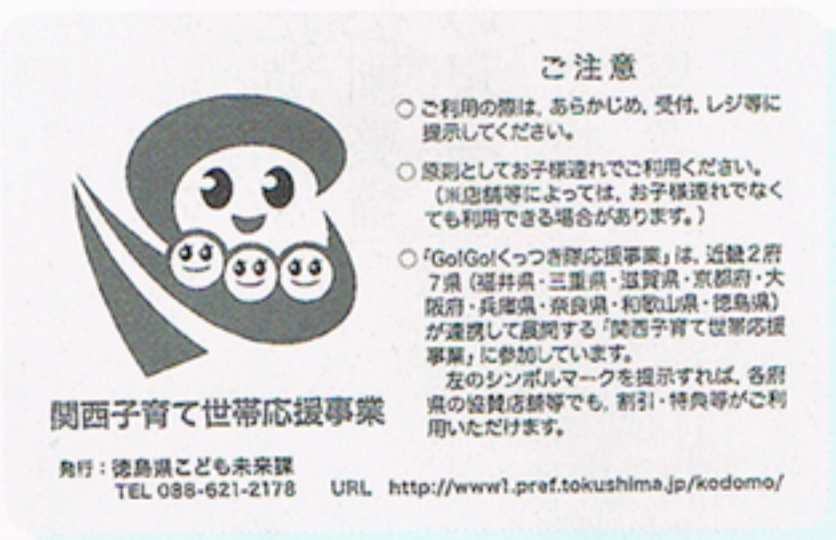 ご注意
○ ご利用の際は、あらかじめ、受付、レジ等に
提示してください。
○ 原則としてお子様連れでご利用ください。
（※店舗等によっては、お子様連れでなく
ても利用できる場合があります。）
○ 「Go!Go!くっつき隊応援事業」は、近畿２府
７県（福井県・三重県・滋賀県・京都府・大
阪府・兵庫県・奈良県・和歌山県・徳島県）
が連携して展開する「関西子育て世帯応援
事業」に参加しています。
左のシンボルマークを提示すれば、各府
県の協賛店舗等でも、割引・特典等がご利
用いただけます。
関西子育て世帯応援事業
発行：徳島県こども未来課
TEL 088-621-2178 URL http://www1.pref.tokushima.jp/kodomo/